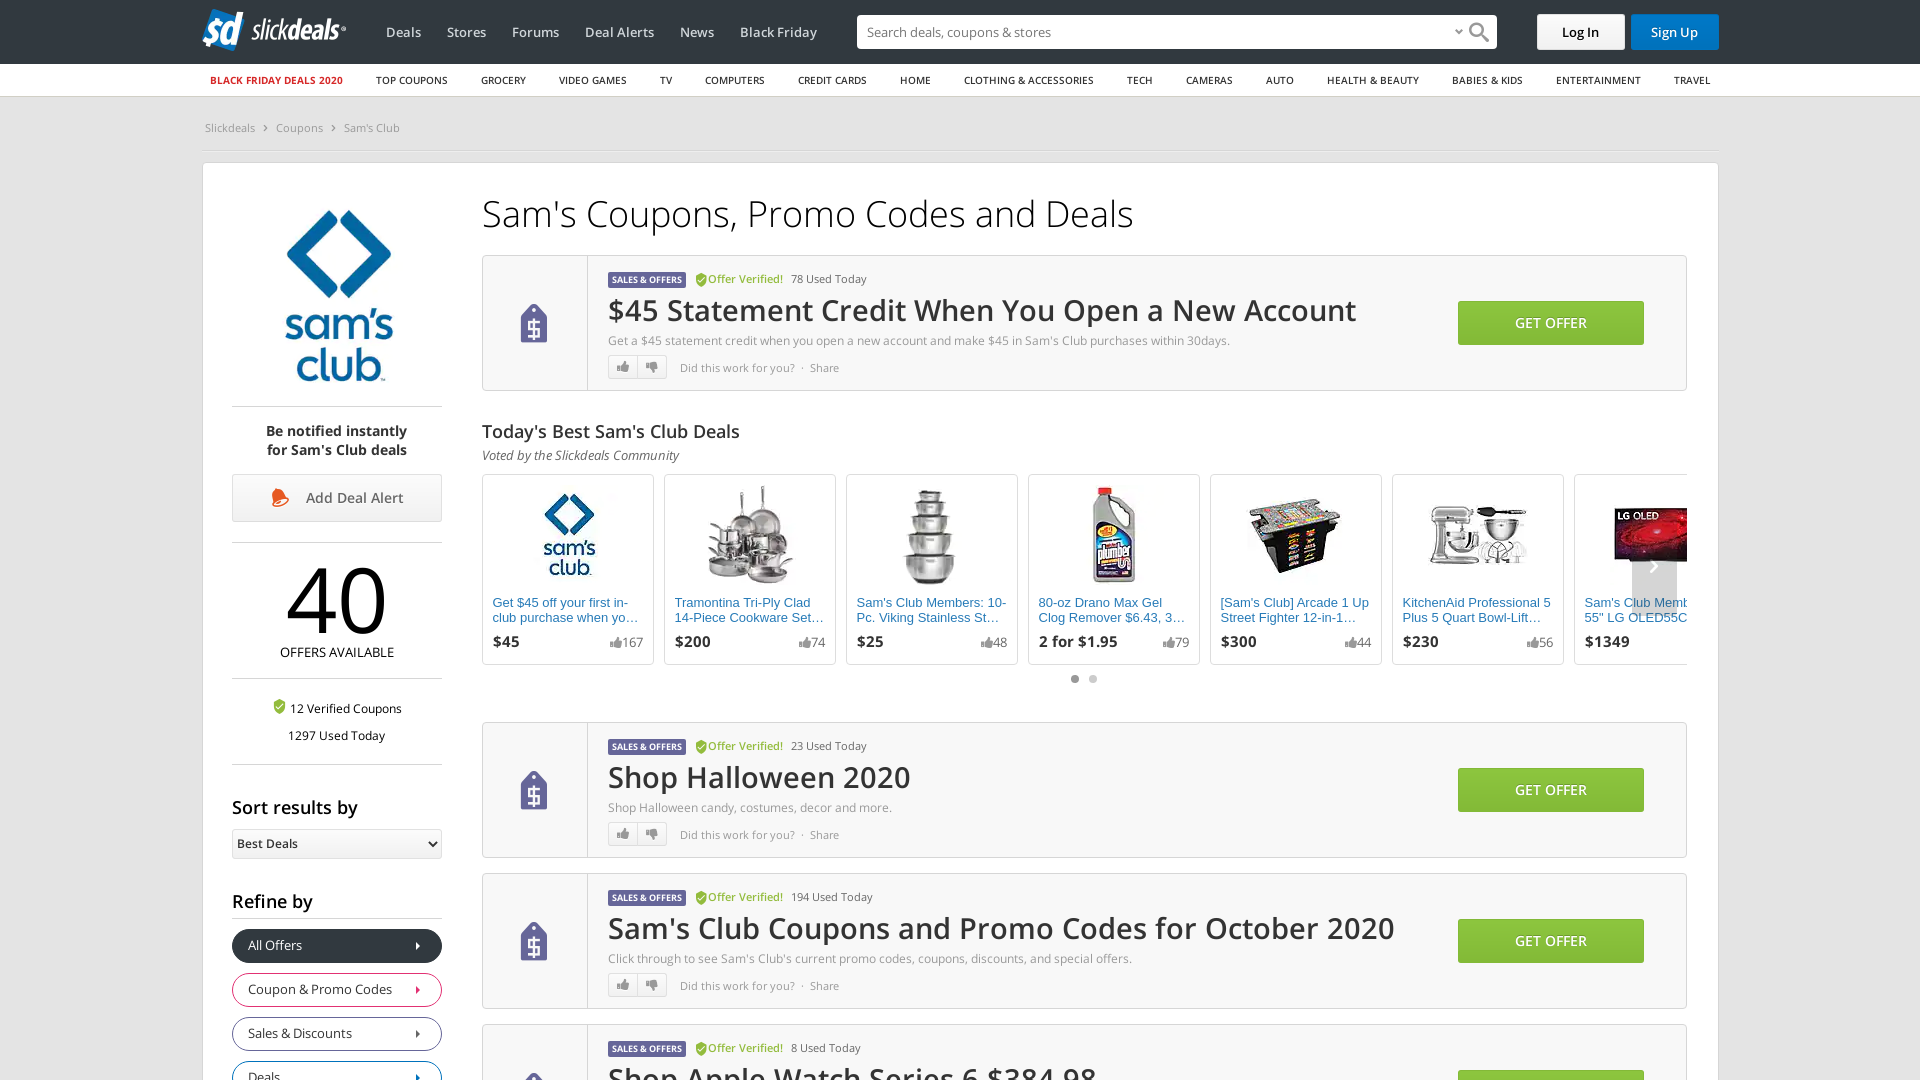 sd slickdeals
Deals
Stores
Forums
Deal Alerts
News
Black Friday
Search deals, coupons & stores
Log In
Sign Up
BLACK FRIDAY DEALS 2020
TOP COUPONS
GROCERY
VIDEO GAMES
TV
COMPUTERS
CREDIT CARDS
HOME
CLOTHING & ACCESSORIES
TECH
CAMERAS
AUTO
HEALTH & BEAUTY
BABIES & KIDS
ENTERTAINMENT
TRAVEL
Slickdeals > Coupons > Sam's Club
sam's
club™
Be notified instantly
for Sam's Club deals
Add Deal Alert
40
OFFERS AVAILABLE
12 Verified Coupons
1297 Used Today
Sort results by
Best Deals
Refine by
All Offers
Coupon & Promo Codes
Sales & Discounts
Deals
Sam's Coupons, Promo Codes and Deals
SALES & OFFERS Offer Verified! 78 Used Today
$45 Statement Credit When You Open a New Account
Get a $45 statement credit when you open a new account and make $45 in Sam's Club purchases within 30days.
Did this work for you? · Share
GET OFFER
Today's Best Sam's Club Deals
Voted by the Slickdeals Community
sam's
club
Get $45 off your first in-
club purchase when yo…
$45 167
Tramontina Tri-Ply Clad
14-Piece Cookware Set…
$200 74
Sam's Club Members: 10-
Pc. Viking Stainless St…
$25 48
plumber
80-oz Drano Max Gel
Clog Remover $6.43, 3…
2 for $1.95 79
[Sam's Club] Arcade 1 Up
Street Fighter 12-in-1…
$300 44
KitchenAid Professional 5
Plus 5 Quart Bowl-Lift…
$230 56
LG OLED
Sam's Club Memb
55" LG OLED55C
$1349
SALES & OFFERS Offer Verified! 23 Used Today
Shop Halloween 2020
Shop Halloween candy, costumes, decor and more.
Did this work for you? · Share
GET OFFER
SALES & OFFERS Offer Verified! 194 Used Today
Sam's Club Coupons and Promo Codes for October 2020
Click through to see Sam's Club's current promo codes, coupons, discounts, and special offers.
Did this work for you? · Share
GET OFFER
SALES & OFFERS Offer Verified! 8 Used Today
Shop Apple Watch Series 6 $384.98